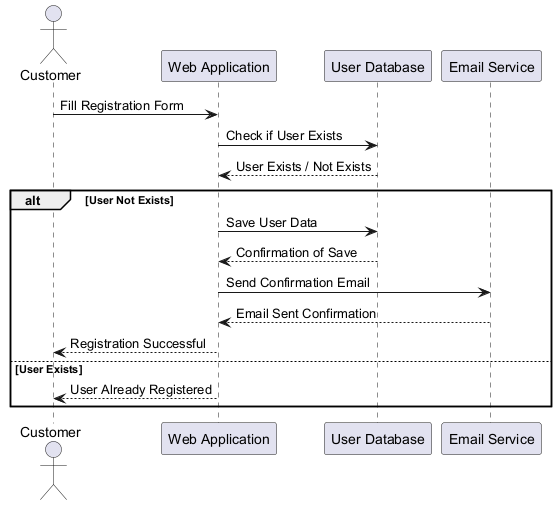 Customer
Web Application
User Database
Email Service
Fill Registration Form
Check if User Exists
User Exists / Not Exists
alt
[User Not Exists]
Save User Data
Confirmation of Save
Send Confirmation Email
Email Sent Confirmation
Registration Successful
[User Exists]
User Already Registered
Customer
Web Application
User Database
Email Service